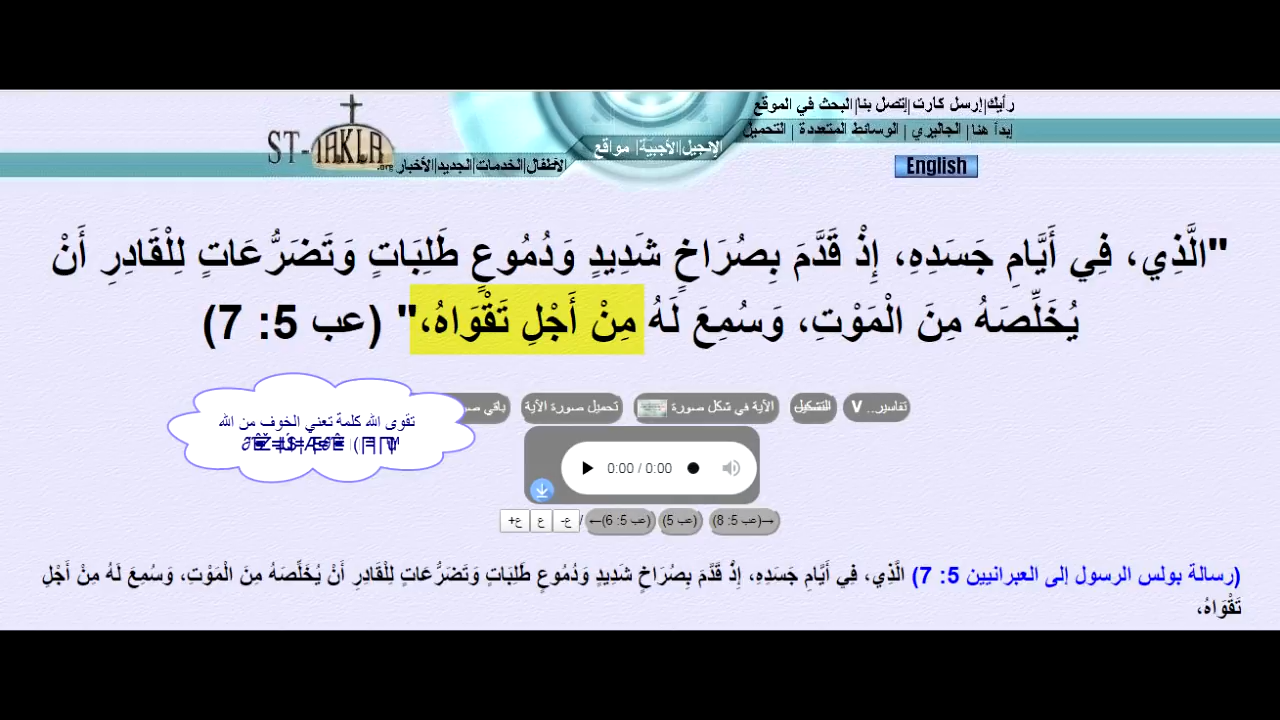 رأيك|إرسل كارت|إتصل بنا|البحث في الموقع
إبدأ هنا | الجاليري | الوسائط المتعددة | التحميل
الإنجيل|الأجبية| مواقع
الأطفال|الخدمات|الجديد|الأخبار
ST-TAKLA
.org
English
"الَّذِي، فِي أَيَّامِ جَسَدِهِ، إِذْ قَدَّمَ بِصُرَاخٍ شَدِيدٍ وَدُمُوعٍ طَلِبَاتٍ وَتَضَرُّعَاتٍ لِلْقَادِرِ أَنْ
يُخَلِّصَهُ مِنَ الْمَوْتِ، وَسُمِعَ لَهُ مِنْ أَجْلِ تَقْوَاهُ،" (عب 5: 7)
تفاسير.. V
التشكيل
الآية في شكل صورة
تحميل صورة الآية
باقي
تقوى الله كلمة تعني الخوف من الله
0:00 / 0:00
→(عب 5: 8) (عب 5) (عب 5: 6)← / ع- ع ع+
(رسالة بولس الرسول إلى العبرانيين 5: 7) الَّذِي، فِي أَيَّامِ جَسَدِهِ، إِذْ قَدَّمَ بِصُرَاخٍ شَدِيدٍ وَدُمُوعٍ طَلِبَاتٍ وَتَضَرُّعَاتٍ لِلْقَادِرِ أَنْ يُخَلِّصَهُ مِنَ الْمَوْتِ، وَسُمِعَ لَهُ مِنْ أَجْلِ
تَقْوَاهُ،